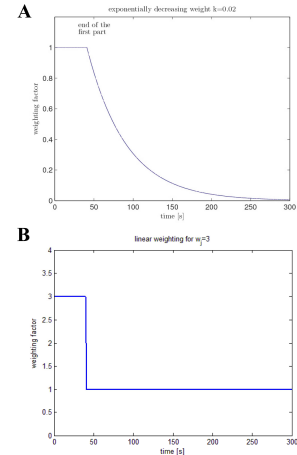 A
exponentially decreasing weight k=0.02
end of the
first part
1
0.8
0.6
0.4
0.2
0
weighting factor
0 50 100 150 200 250 300
time [s]
B
linear weighting for wj=3
4
3.5
3
2.5
2
1.5
1
0.5
0
weighting factor
0 50 100 150 200 250 300
time [s]